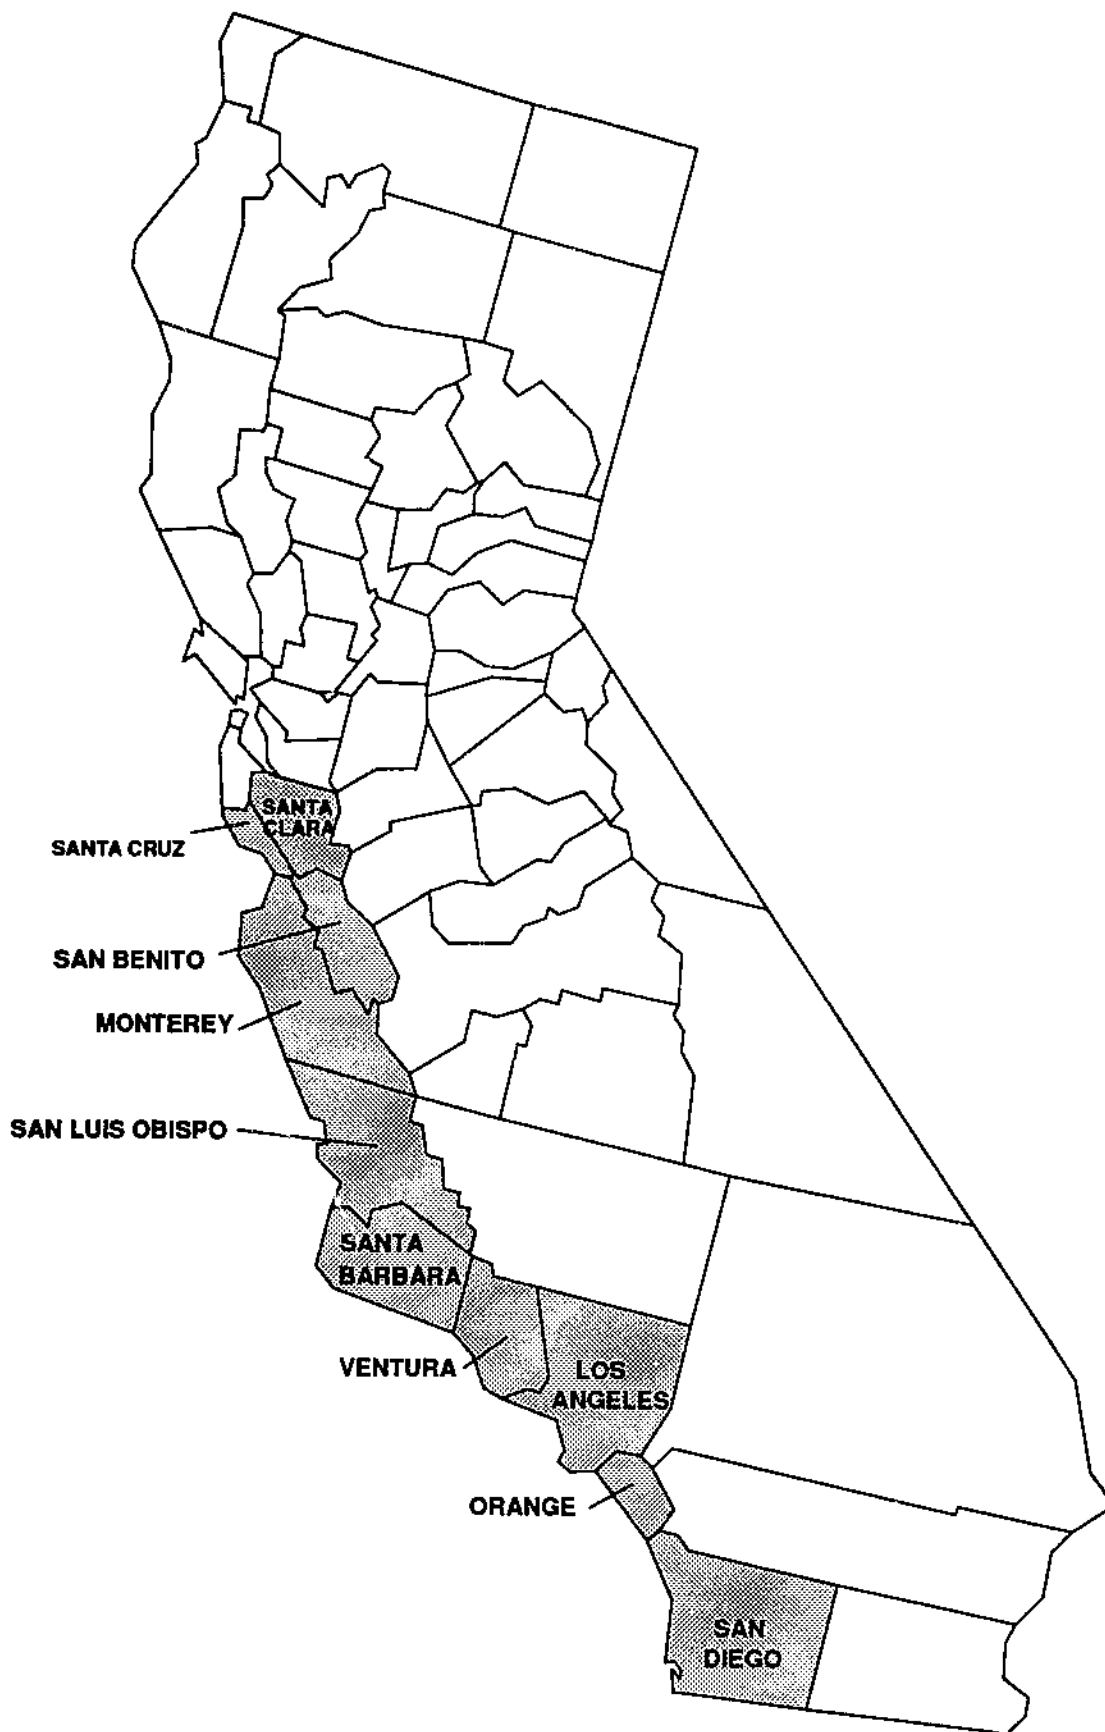 SANTA
CLARA
SANTA CRUZ
SAN BENITO
MONTEREY
SAN LUIS OBISPO
SANTA
BARBARA
VENTURA
LOS
ANGELES
ORANGE
SAN
DIEGO